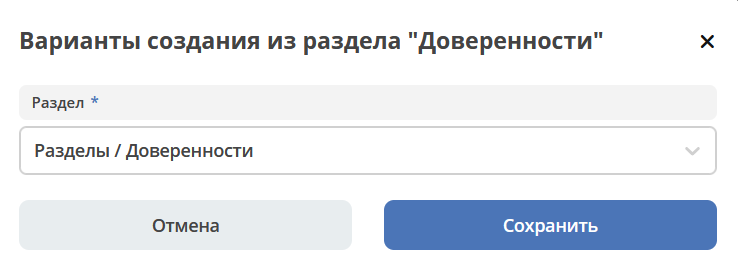 Варианты создания из раздела "Доверенности"
Раздел *
Разделы / Доверенности
Отмена
Сохранить